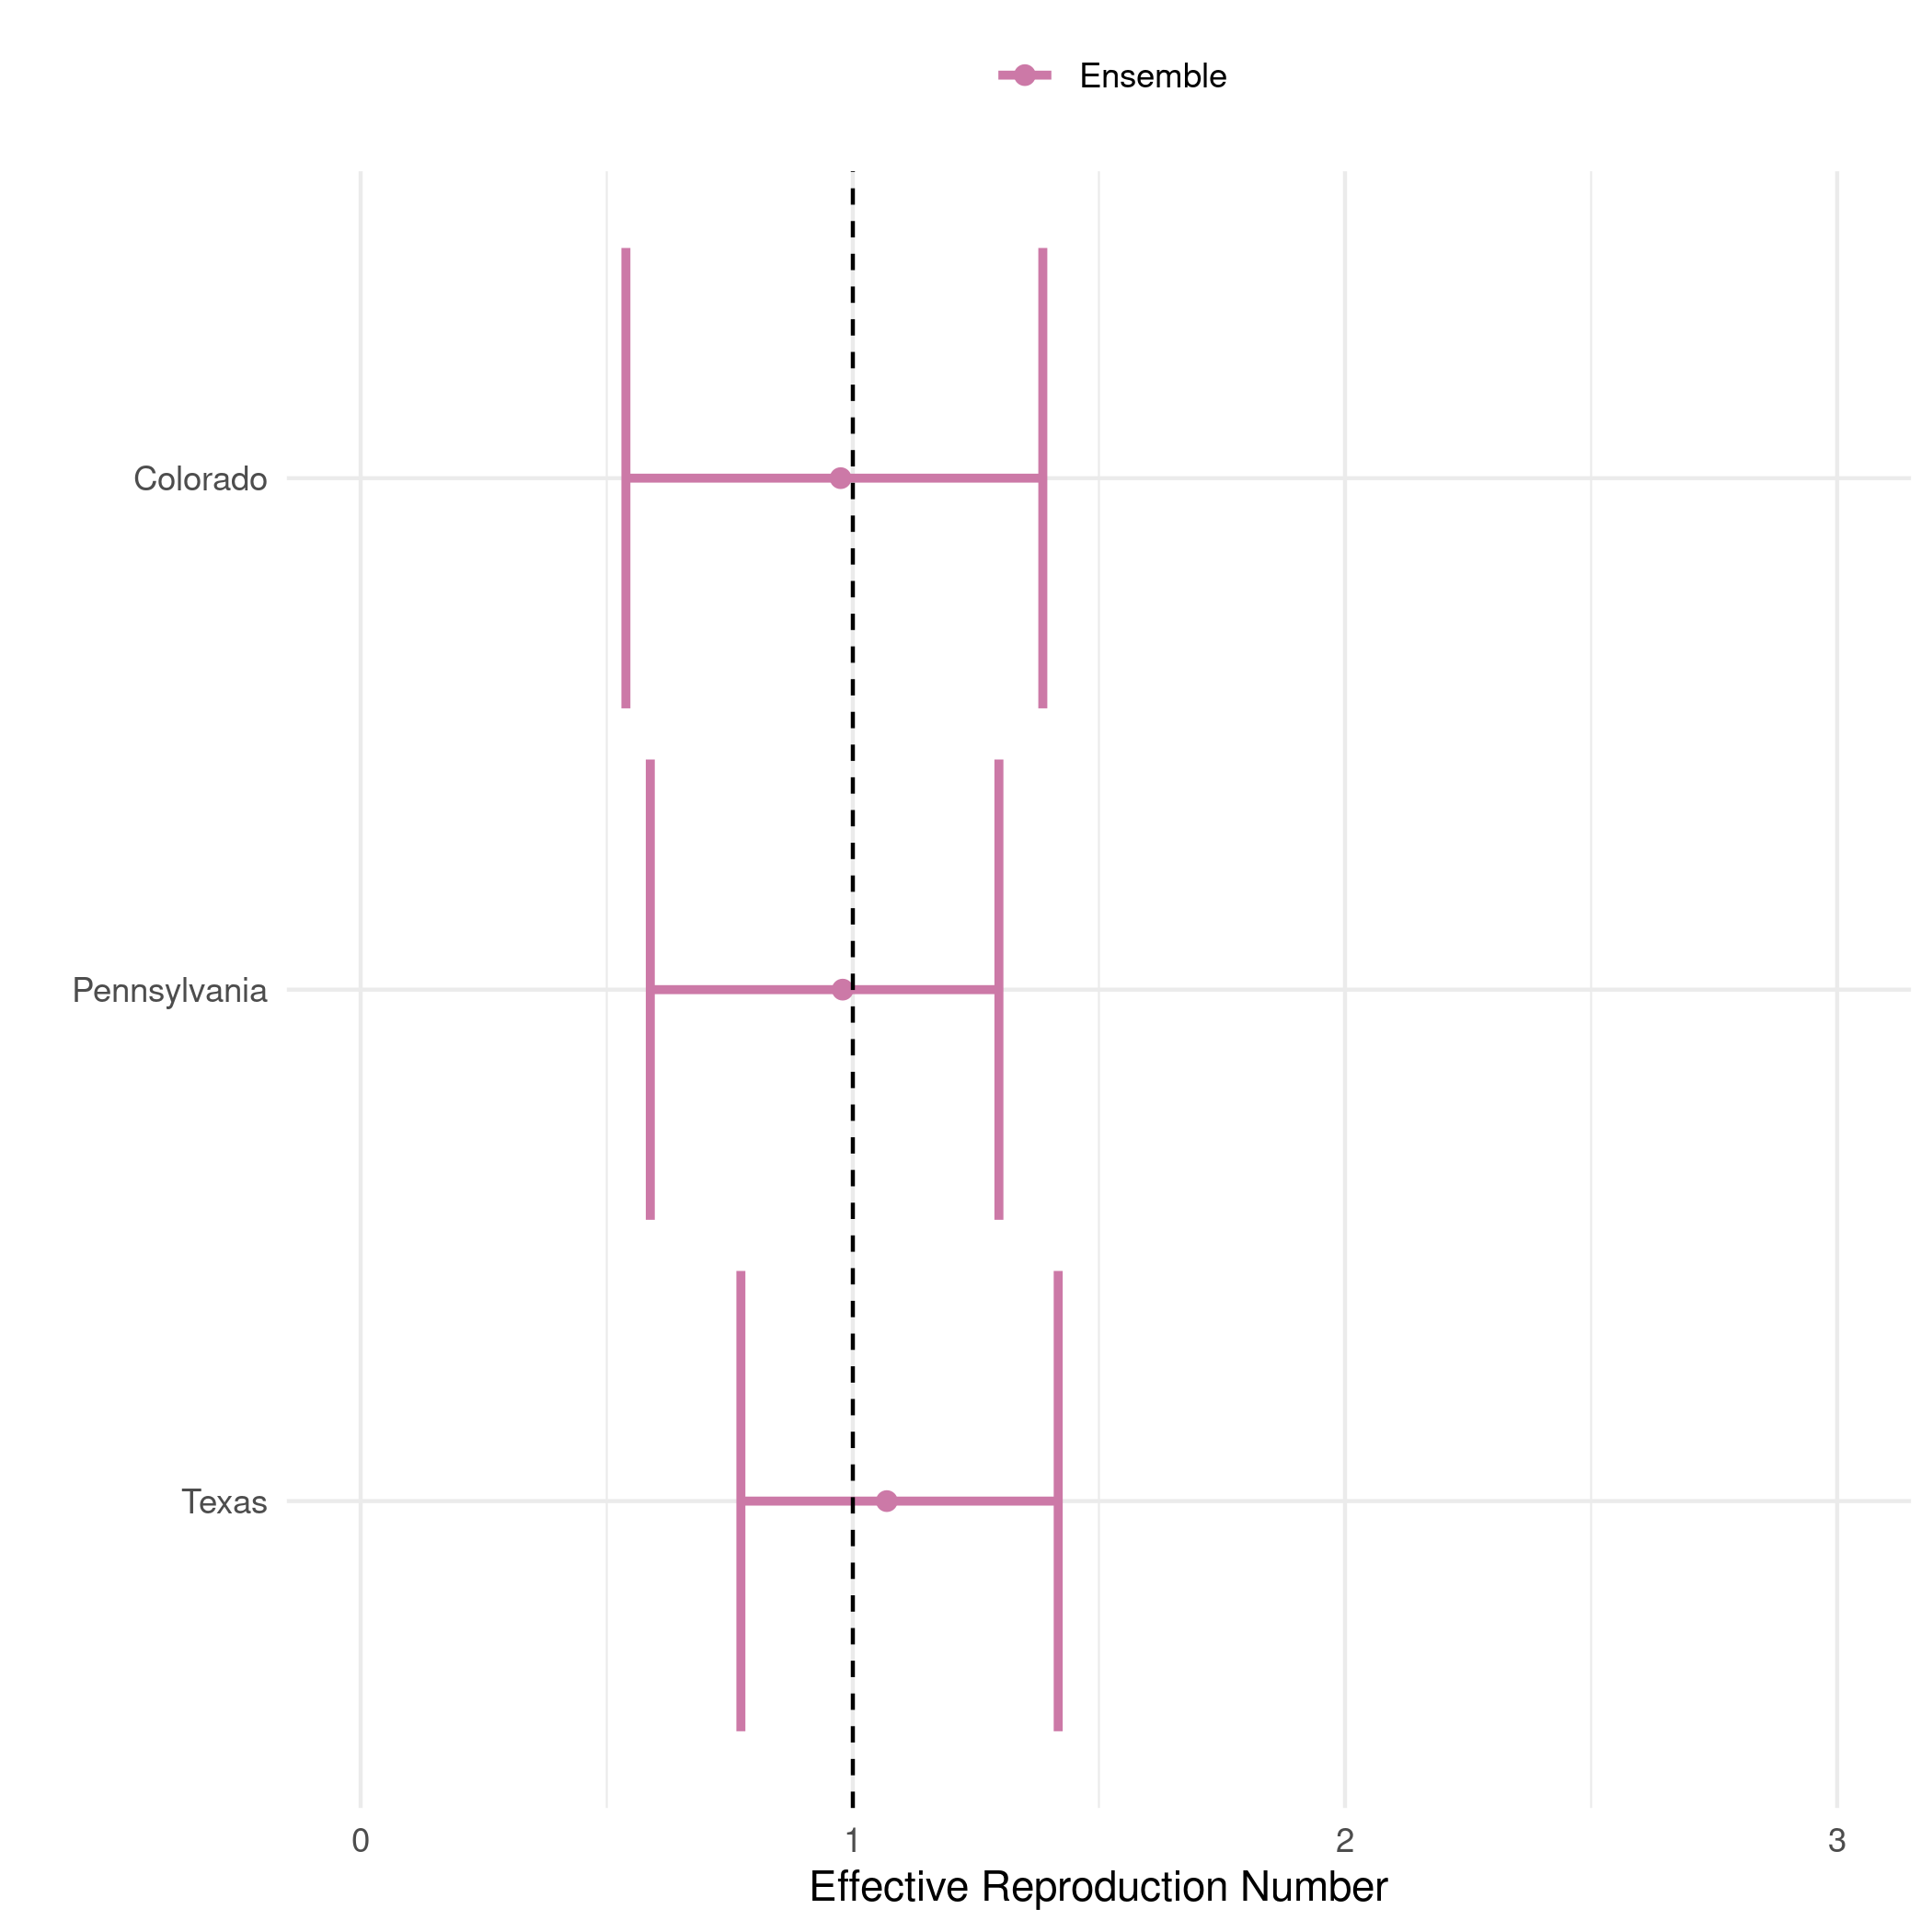 Ensemble
Colorado
Pennsylvania
Texas
0 1 2 3
Effective Reproduction Number